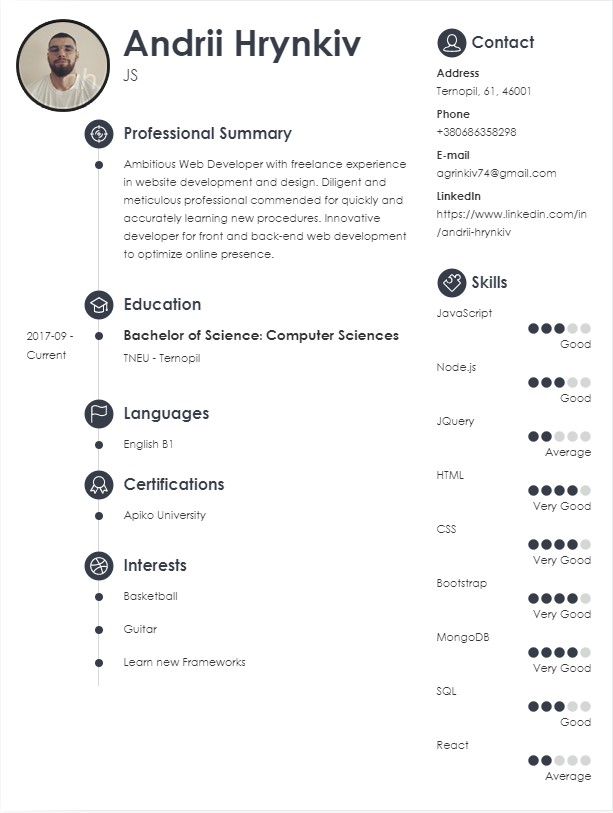 Andrii Hrynkiv
JS
Professional Summary
Ambitious Web Developer with freelance experience
in website development and design. Diligent and
meticulous professional commended for quickly and
accurately learning new procedures. Innovative
developer for front and back-end web development
to optimize online presence.
Education
2017-09 -
Current
Bachelor of Science: Computer Sciences
TNEU - Ternopil
Languages
English B1
Certifications
Apiko University
Interests
Basketball
Guitar
Learn new Frameworks
Contact
Address
Ternopil, 61, 46001
Phone
+380686358298
E-mail
agrinkiv74@gmail.com
LinkedIn
https://www.linkedin.com/in
/andrii-hrynkiv
Skills
JavaScript
Good
Node.js
Good
JQuery
Average
HTML
Very Good
CSS
Very Good
Bootstrap
Very Good
MongoDB
Very Good
SQL
Good
React
Average